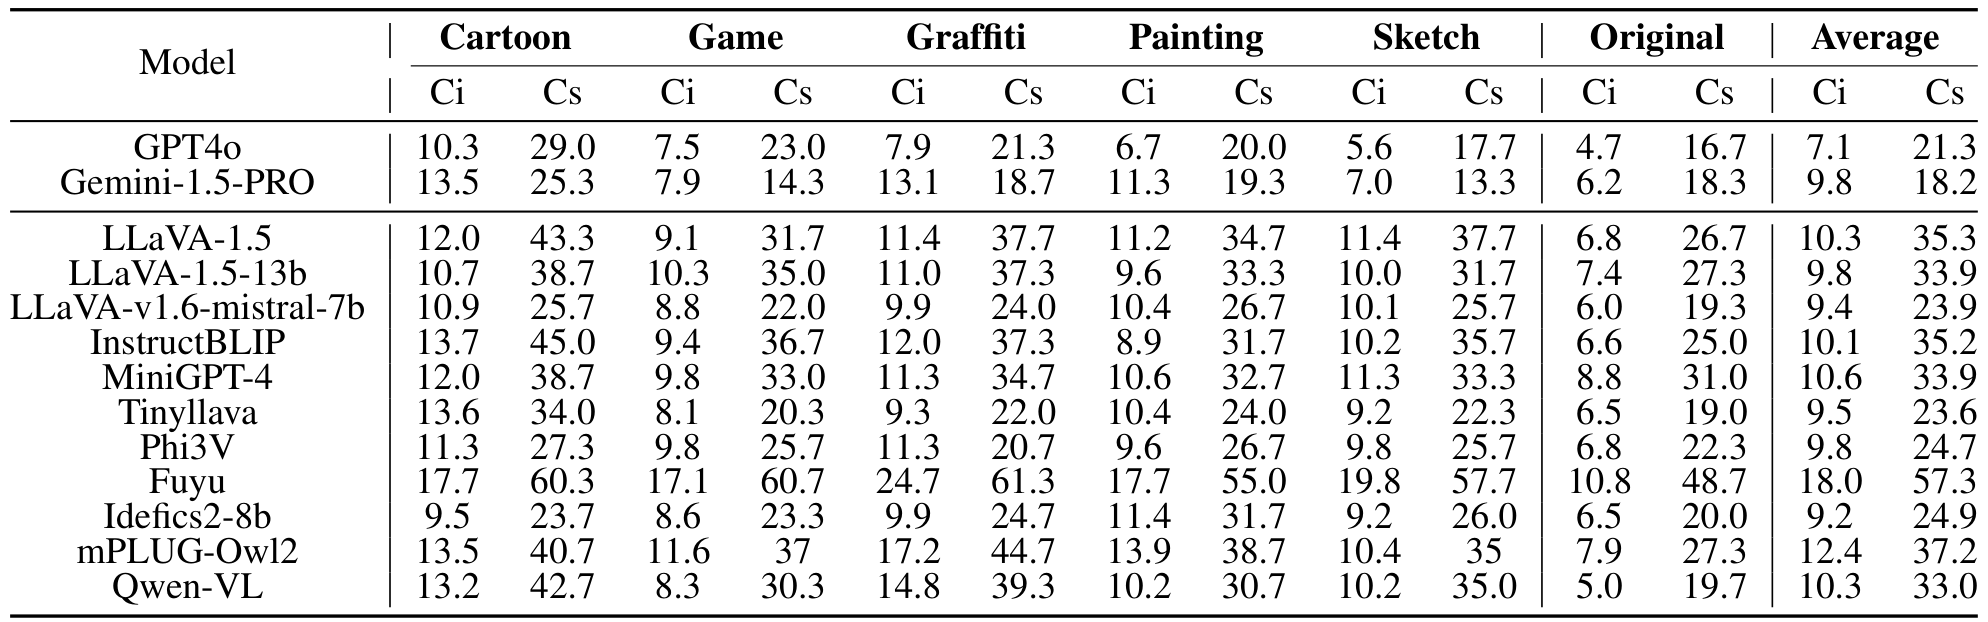 Model Cartoon Game Graffiti Painting Sketch Original Average
Ci Cs Ci Cs Ci Cs Ci Cs Ci Cs Ci Cs Ci Cs
GPT4o 10.3 29.0 7.5 23.0 7.9 21.3 6.7 20.0 5.6 17.7 4.7 16.7 7.1 21.3
Gemini-1.5-PRO 13.5 25.3 7.9 14.3 13.1 18.7 11.3 19.3 7.0 13.3 6.2 18.3 9.8 18.2
LLaVA-1.5 12.0 43.3 9.1 31.7 11.4 37.7 11.2 34.7 11.4 37.7 6.8 26.7 10.3 35.3
LLaVA-1.5-13b 10.7 38.7 10.3 35.0 11.0 37.3 9.6 33.3 10.0 31.7 7.4 27.3 9.8 33.9
LLaVA-v1.6-mistral-7b 10.9 25.7 8.8 22.0 9.9 24.0 10.4 26.7 10.1 25.7 6.0 19.3 9.4 23.9
InstructBLIP 13.7 45.0 9.4 36.7 12.0 37.3 8.9 31.7 10.2 35.7 6.6 25.0 10.1 35.2
MiniGPT-4 12.0 38.7 9.8 33.0 11.3 34.7 10.6 32.7 11.3 33.3 8.8 31.0 10.6 33.9
Tinyllava 13.6 34.0 8.1 20.3 9.3 22.0 10.4 24.0 9.2 22.3 6.5 19.0 9.5 23.6
Phi3V 11.3 27.3 9.8 25.7 11.3 20.7 9.6 26.7 9.8 25.7 6.8 22.3 9.8 24.7
Fuyu 17.7 60.3 17.1 60.7 24.7 61.3 17.7 55.0 19.8 57.7 10.8 48.7 18.0 57.3
Idefics2-8b 9.5 23.7 8.6 23.3 9.9 24.7 11.4 31.7 9.2 26.0 6.5 20.0 9.2 24.9
mPLUG-Owl2 13.5 40.7 11.6 37 17.2 44.7 13.9 38.7 10.4 35 7.9 27.3 12.4 37.2
Qwen-VL 13.2 42.7 8.3 30.3 14.8 39.3 10.2 30.7 10.2 35.0 5.0 19.7 10.3 33.0